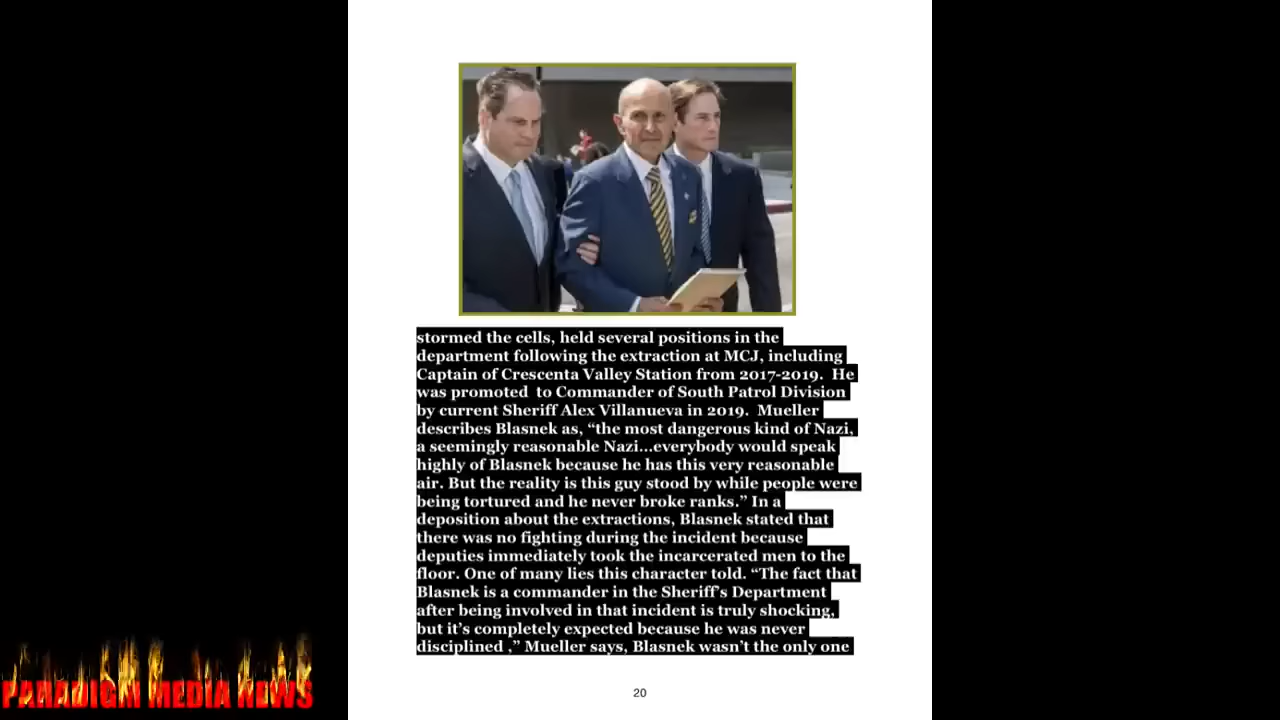 stormed the cells, held several positions in the
department following the extraction at MCJ, including
Captain of Crescenta Valley Station from 2017-2019.  He
was promoted  to Commander of South Patrol Division
by current Sheriff Alex Villanueva in 2019.  Mueller
describes Blasnek as, “the most dangerous kind of Nazi,
a seemingly reasonable Nazi...everybody would speak
highly of Blasnek because he has this very reasonable
air. But the reality is this guy stood by while people were
being tortured and he never broke ranks.” In a
deposition about the extractions, Blasnek stated that
there was no fighting during the incident because
deputies immediately took the incarcerated men to the
floor. One of many lies this character told. “The fact that
Blasnek is a commander in the Sheriff’s Department
after being involved in that incident is truly shocking,
but it’s completely expected because he was never
disciplined ,” Mueller says, Blasnek wasn’t the only one
20
PARADIGM MEDIA NEWS